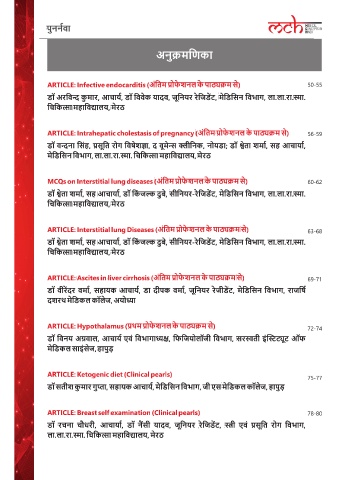 पुनर्नवा
mch
अनुक्रमणिका
ARTICLE: Infective endocarditis (अंतिम प्रोफेशनल के पाठ्यक्रम से) 50-55
डॉ अरविन्द कुमार, आचार्य, डॉ विवेक यादव, जूनियर रेजिडेंट, मेडिसिन विभाग, ला.ला.रा.स्मा.
चिकित्सा महाविद्यालय, मेरठ
ARTICLE: Intrahepatic cholestasis of pregnancy (अंतिम प्रोफेशनल के पाठ्यक्रम से) 56-59
डॉ वन्दना सिंह, प्रसूति रोग विषेशज्ञा, द वूमेन्स क्लीनिक, नोयडा; डॉ श्वेता शर्मा, सह आचार्या,
मेडिसिन विभाग, ला.ला.रा.स्मा. चिकित्सा महाविद्यालय, मेरठ
MCQs on Interstitial lung diseases (अंतिम प्रोफेशनल के पाठ्यक्रम से) 60-62
डॉ श्वेता शर्मा, सह आचार्या, डॉ किंजल्क दुबे, सीनियर-रेजिडेंट, मेडिसिन विभाग, ला.ला.रा.स्मा.
चिकित्सा महाविद्यालय, मेरठ
ARTICLE: Interstitial lung Diseases (अंतिम प्रोफेशनल के पाठ्यक्रम से) 63-68
डॉ श्वेता शर्मा, सह आचार्या, डॉ किंजल्क दुबे, सीनियर-रेजिडेंट, मेडिसिन विभाग, ला.ला.रा.स्मा.
चिकित्सा महाविद्यालय, मेरठ
ARTICLE: Ascites in liver cirrhosis (अंतिम प्रोफेशनल के पाठ्यक्रम से) 69-71
डॉ वीरेंदर वर्मा, सहायक आचार्य, डा दीपक वर्मा, जूनियर रेजीडेंट, मेडिसिन विभाग, राजर्षि
दशरथ मेडिकल कॉलेज, अयोध्या
ARTICLE: Hypothalamus (प्रथम प्रोफेशनल के पाठ्यक्रम से) 72-74
डॉ विनय अग्रवाल, आचार्य एवं विभागाध्यक्ष, फिजियोलॉजी विभाग, सरस्वती इंस्टिट्यूट ऑफ
मेडिकल साइंसेज, हापुड़
ARTICLE: Ketogenic diet (Clinical pearls) 75-77
डॉ सतीश कुमार गुप्ता, सहायक आचार्य, मेडिसिन विभाग, जी एस मेडिकल कॉलेज, हापुड़
ARTICLE: Breast self examination (Clinical pearls) 78-80
डॉ रचना चौधरी, आचार्या, डॉ नैंसी यादव, जूनियर रेजिडेंट, स्त्री एवं प्रसूति रोग विभाग,
ला.ला.रा.स्मा. चिकित्सा महाविद्यालय, मेरठ